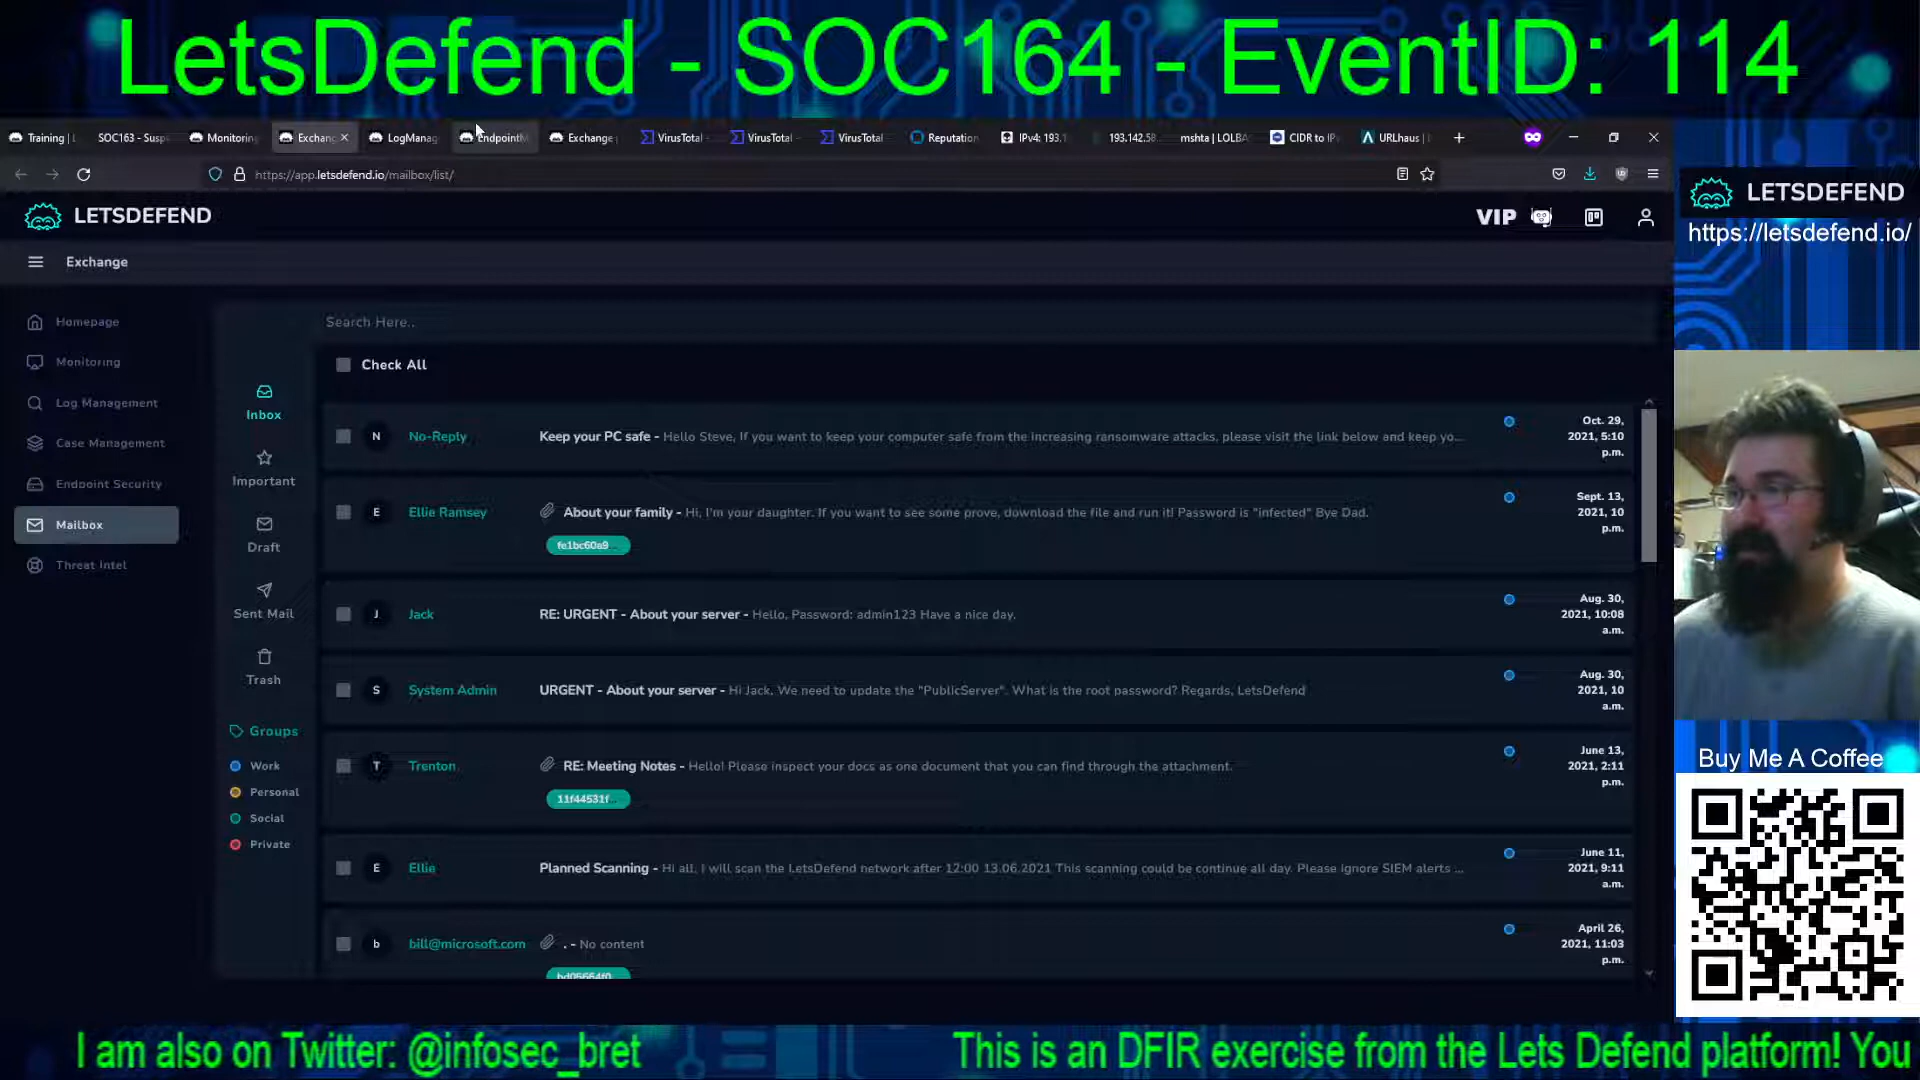 LetsDefend - SOC164 - EventID: 114
Training | L
SOC163 - Susp
Monitoring
Exchang
LogManag
EndpointM
Exchange
VirusTotal -
VirusTotal -
VirusTotal
Reputation
IPv4: 193.1
193.142.58.
mshta | LOLBA
CIDR to IPv
URLhaus |
https://app.letsdefend.io/mailbox/list/
LETSDEFEND
VIP
Exchange
Homepage
Monitoring
Log Management
Case Management
Endpoint Security
Mailbox
Threat Intel
Inbox
Important
Draft
Sent Mail
Trash
Groups
Work
Personal
Social
Private
Search Here..
Check All
N No-Reply Keep your PC safe - Hello Steve, If you want to keep your computer safe from the increasing ransomware attacks, please visit the link below and keep yo... Oct. 29, 2021, 5:10 p.m.
E Ellie Ramsey About your family - Hi, I'm your daughter. If you want to see some prove, download the file and run it! Password is "infected" Bye Dad. Sept. 13, 2021, 10 p.m.
fe1bc60a9...
J Jack RE: URGENT - About your server - Hello, Password: admin123 Have a nice day. Aug. 30, 2021, 10:08 a.m.
S System Admin URGENT - About your server - Hi Jack, We need to update the "PublicServer". What is the root password? Regards, LetsDefend Aug. 30, 2021, 10 a.m.
T Trenton RE: Meeting Notes - Hello! Please inspect your docs as one document that you can find through the attachment. June 13, 2021, 2:11 p.m.
11f44531f...
E Ellie Planned Scanning - Hi all, I will scan the LetsDefend network after 12:00 13.06.2021 This scanning could be continue all day. Please ignore SIEM alerts ... June 11, 2021, 9:11 a.m.
b bill@microsoft.com . - No content April 26, 2021, 11:03 p.m.
bd05664f0...
LETSDEFEND
https://letsdefend.io/
Buy Me A Coffee
I am also on Twitter: @infosec_bret
This is an DFIR exercise from the Lets Defend platform! You